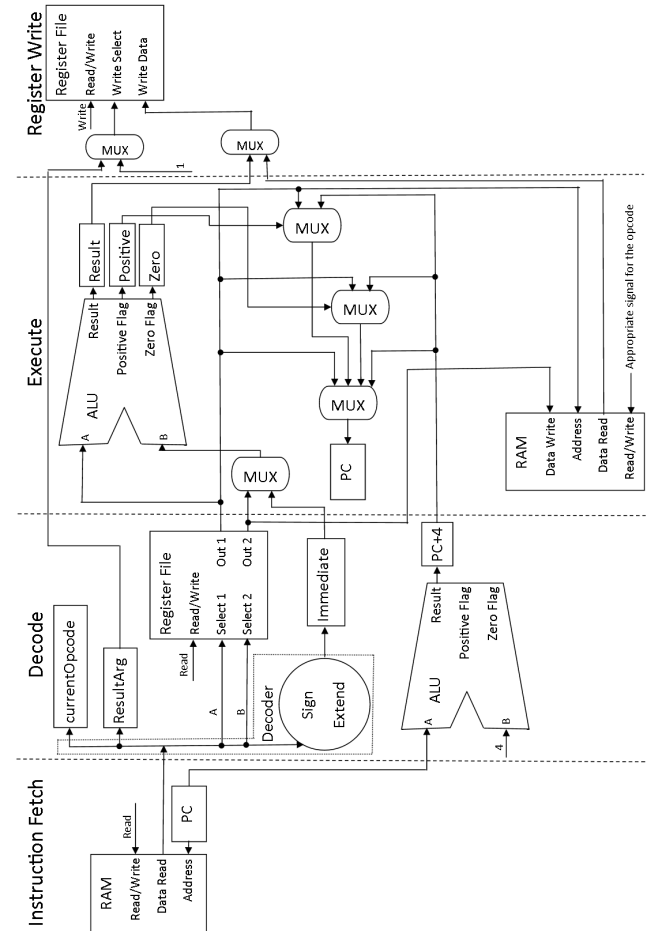 Instruction Fetch
RAM
Read/Write
Data Read
Address
Read
PC
Decode
currentOpcode
ResultArg
Read
A
B
Decoder
Sign
Extend
Register File
Read/Write
Select 1
Out 1
Select 2
Out 2
Immediate
4
A
B
ALU
Result
Positive Flag
Zero Flag
PC+4
Execute
A
B
ALU
Result
Positive Flag
Zero Flag
Result
Positive
Zero
MUX
MUX
MUX
MUX
PC
RAM
Data Write
Address
Data Read
Read/Write
Appropriate signal for the opcode
Register Write
MUX
1
MUX
Write
Register File
Read/Write
Write Select
Write Data